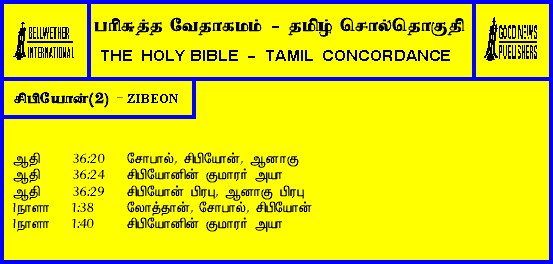 BELLWETHER
INTERNATIONAL
பரிசுத்த வேதாகமம் - தமிழ் சொல்தொகுதி
THE HOLY BIBLE - TAMIL CONCORDANCE
GOOD NEWS
PUBLISHERS
சிபியோன்(2) - ZIBEON
ஆதி 36:20 சோபால், சிபியோன், ஆனாகு
ஆதி 36:24 சிபியோனின் குமாரர் அயா
ஆதி 36:29 சிபியோன் பிரபு, ஆனாகு பிரபு
1நாளா 1:38 லோத்தான், சோபால், சிபியோன்
1நாளா 1:40 சிபியோனின் குமாரர் அயா